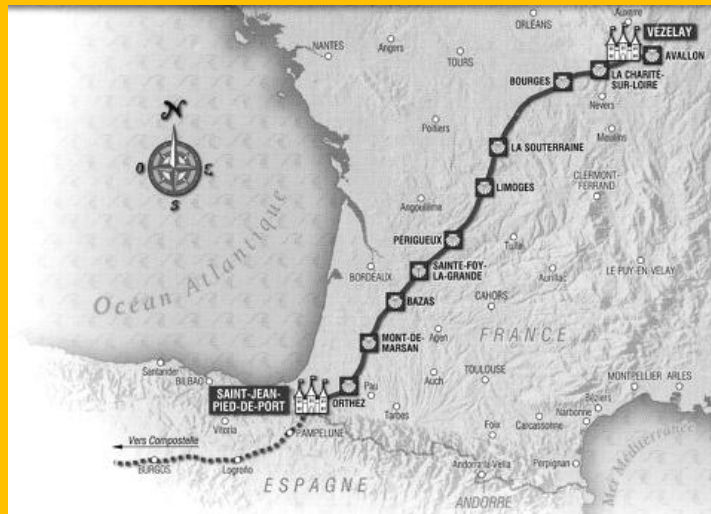 Auxerre
ORLÉANS
VÉZELAY
NANTES
Angers
TOURS
AVALLON
BOURGES
LA CHARITÉ-
SUR-LOIRE
Nevers
Poitiers
Moulins
LA SOUTERRAINE
N
O
E
S
LIMOGES
CLERMONT-
FERRAND
Angoulême
PÉRIGUEUX
Tulle
SAINTE-FOY-
LA-GRANDE
BORDEAUX
Aurillac
LE PUY-EN-VELAY
Océan Atlantique
BAZAS
CAHORS
MONT-DE-
MARSAN
Agen
FRANCE
Santander
BILBAO
SAINT-JEAN-
PIED-DE-PORT
ORTHEZ
Pau
Auch
TOULOUSE
MONTPELLIER
ARLES
Béziers
Tarbes
Narbonne
Vitoria
PAMPELUNE
Foix
Carcassonne
Vers Compostelle
BURGOS
Logroño
Andorra-la-Vella
Perpignan
Mer Méditerranée
ESPAGNE
ANDORRE